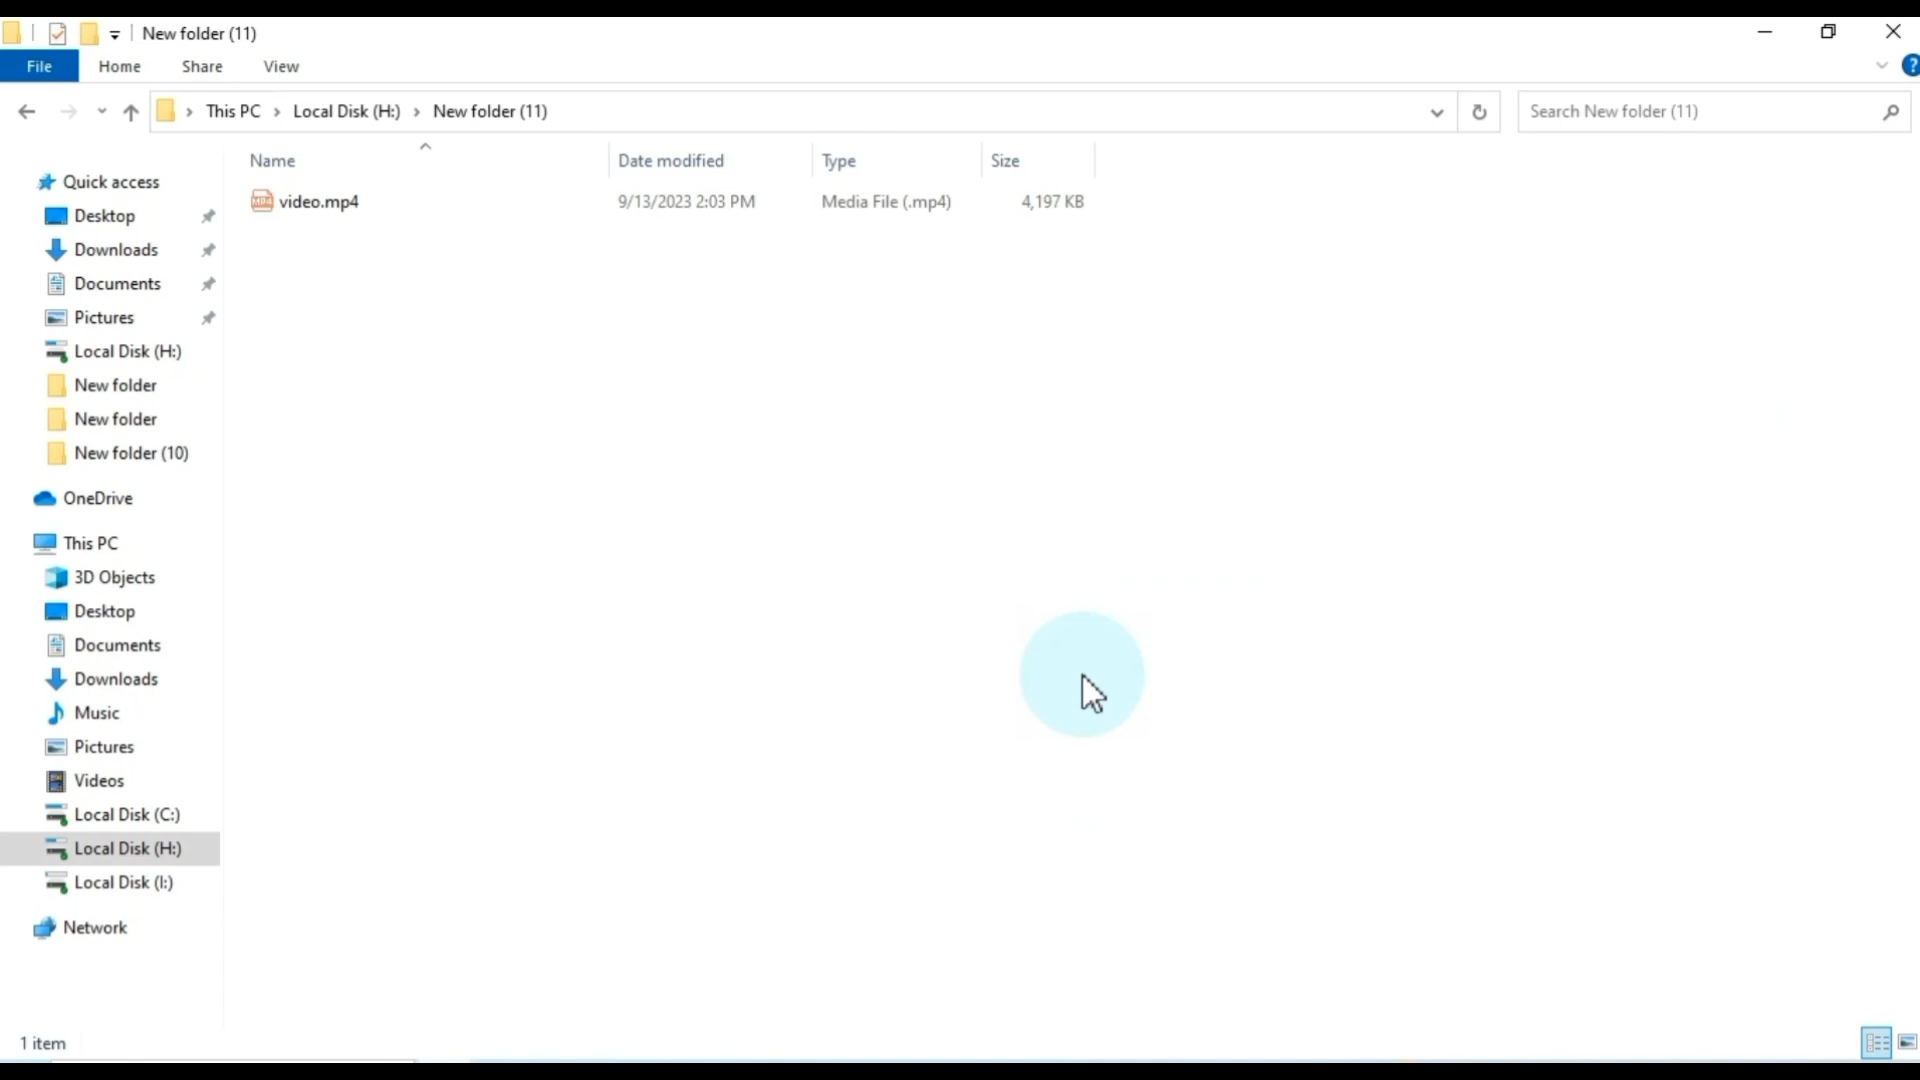 New folder (11)
File Home Share View
This PC Local Disk (H:) New folder (11)
Search New folder (11)
Name Date modified Type Size
video.mp4 9/13/2023 2:03 PM Media File (.mp4) 4,197 KB
Quick access
Desktop
Downloads
Documents
Pictures
Local Disk (H:)
New folder
New folder
New folder (10)
OneDrive
This PC
3D Objects
Desktop
Documents
Downloads
Music
Pictures
Videos
Local Disk (C:)
Local Disk (H:)
Local Disk (I:)
Network
1 item